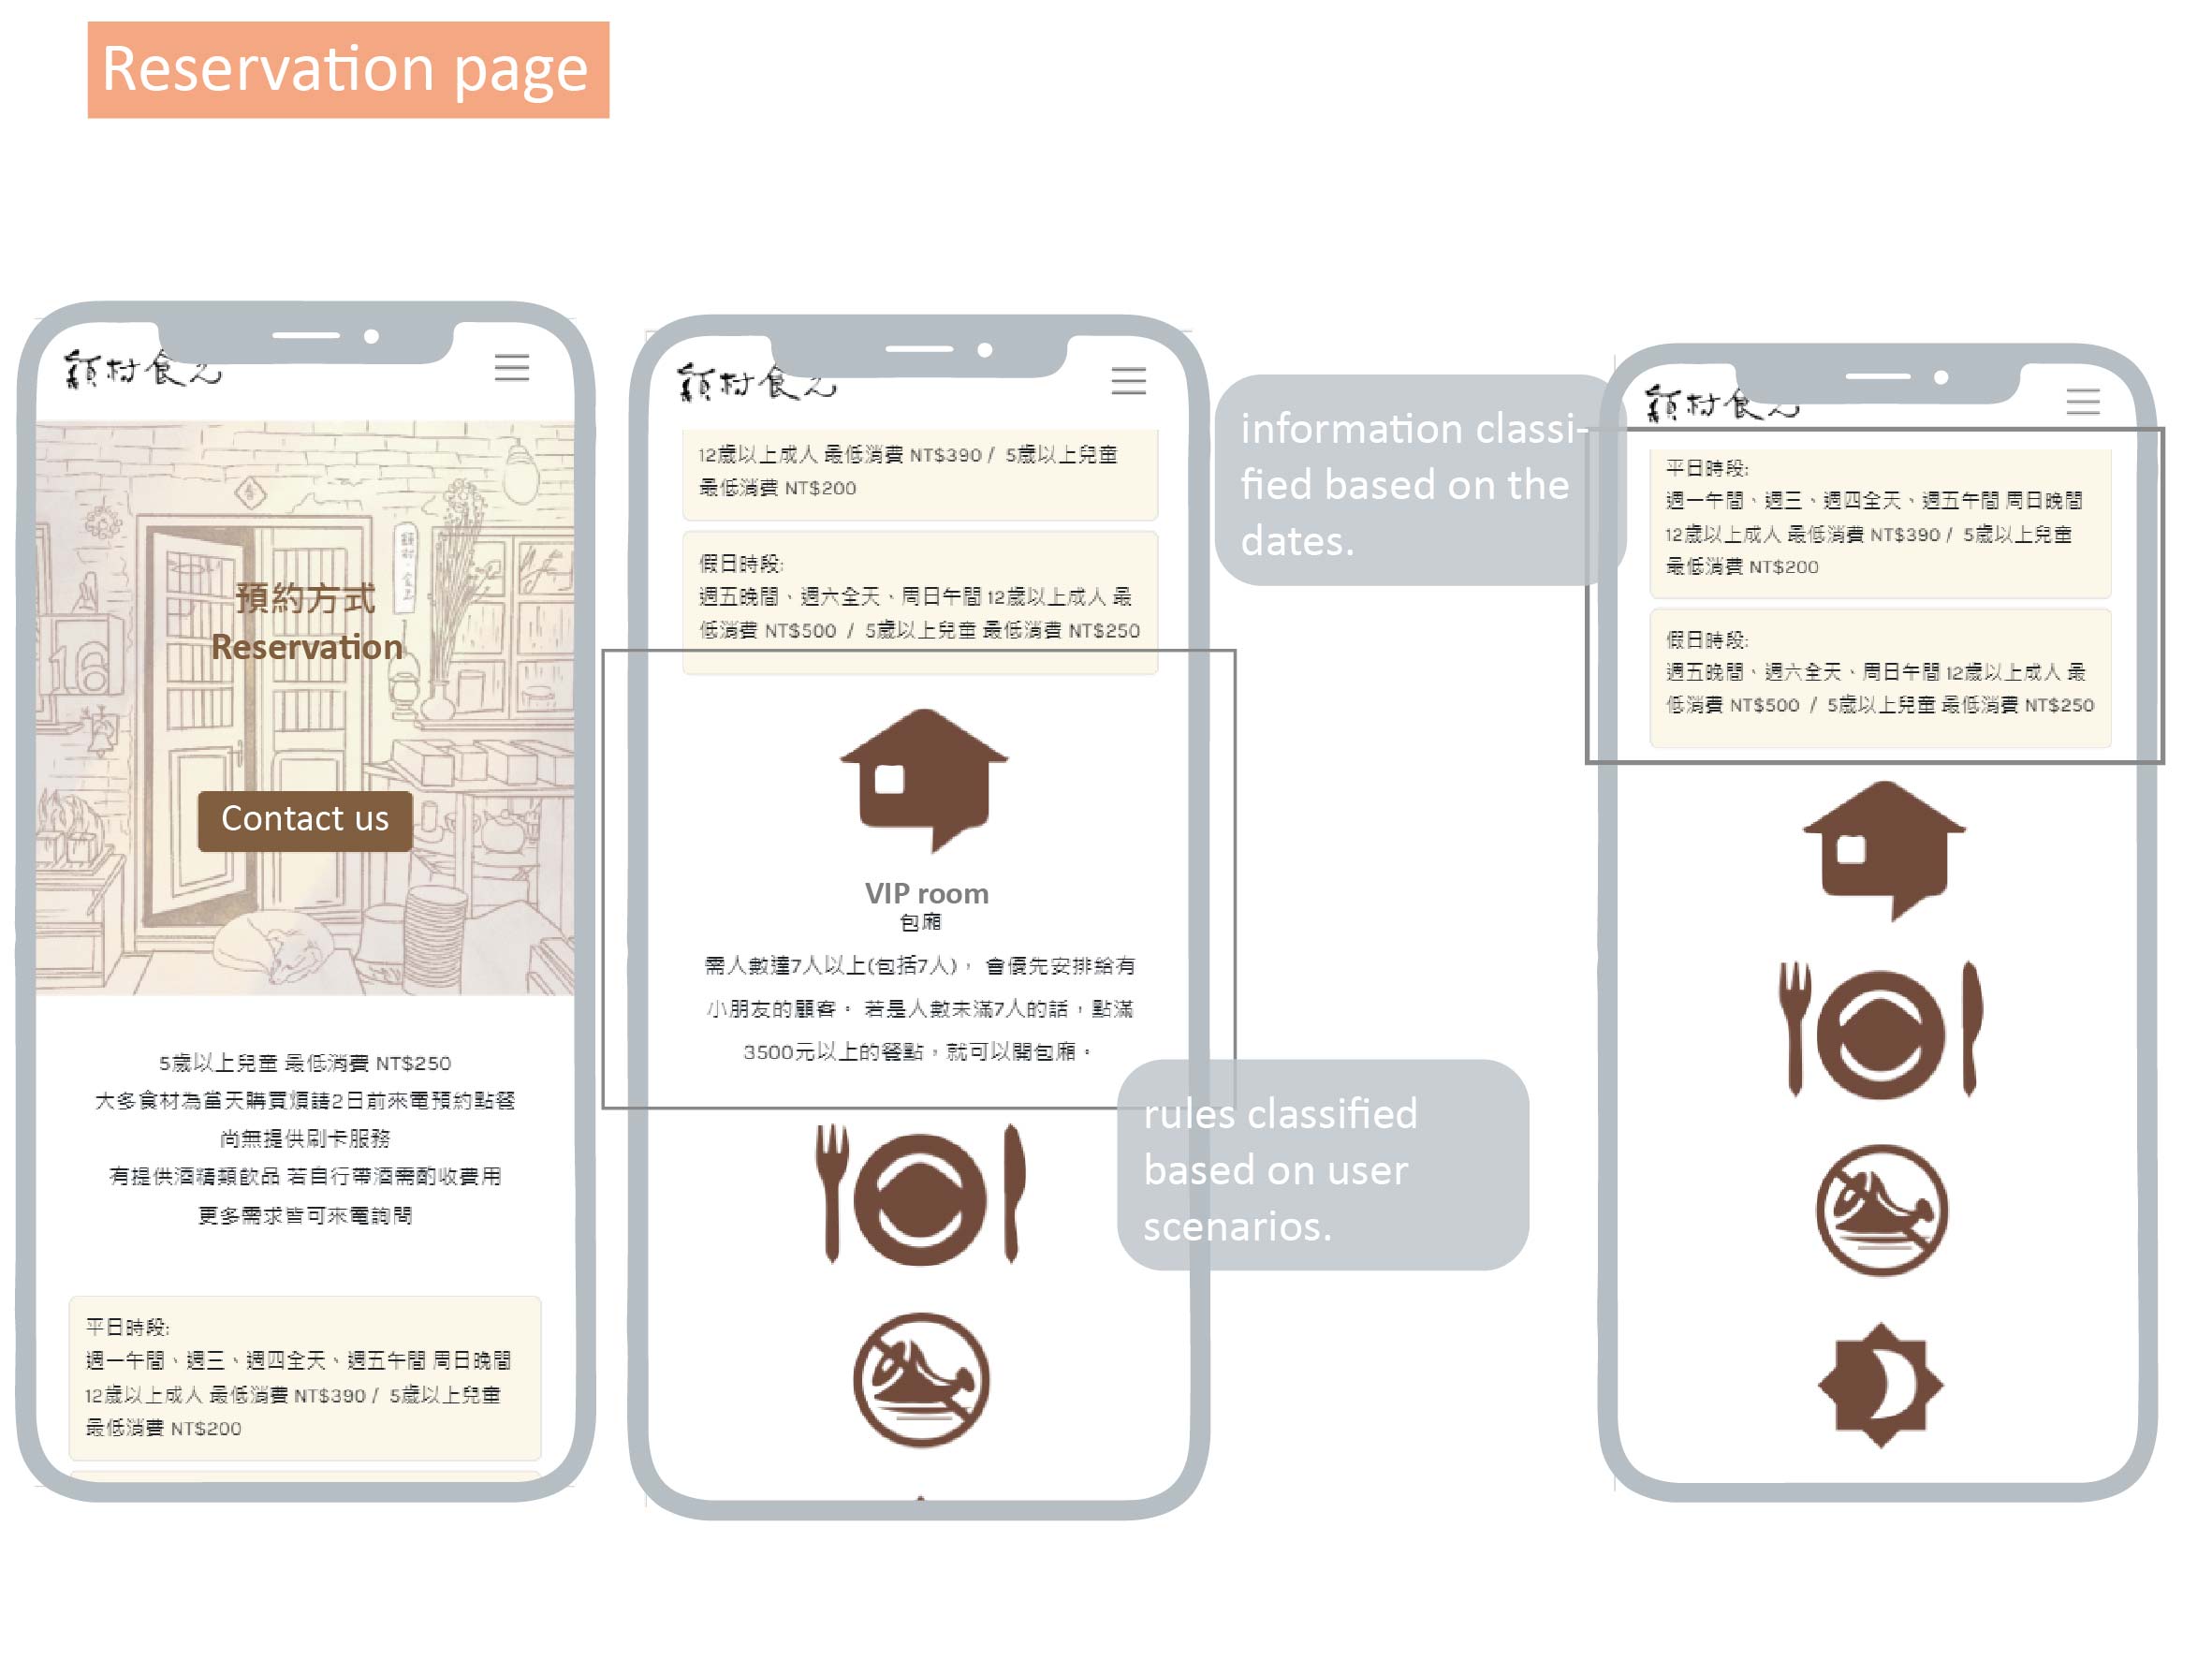 Reservation page
穎村食光
預約方式
Reservation
Contact us
5歲以上兒童 最低消費 NT$250
大多食材為當天購買煩請2日前來電預約點餐
尚無提供刷卡服務
有提供酒精類飲品 若自行帶酒需酌收費用
更多需求皆可來電詢問
平日時段:
週一午間、週三、週四全天、週五午間 周日晚間
12歲以上成人 最低消費 NT$390 / 5歲以上兒童
最低消費 NT$200
16
穎村食光
12歲以上成人 最低消費 NT$390 / 5歲以上兒童
最低消費 NT$200
假日時段:
週五晚間、週六全天、周日午間 12歲以上成人 最
低消費 NT$500 / 5歲以上兒童 最低消費 NT$250
VIP room
包廂
需人數達7人以上(包括7人)， 會優先安排給有
小朋友的顧客。 若是人數未滿7人的話，點滿
3500元以上的餐點，就可以開包廂。
information classi-
fied based on the
dates.
rules classified
based on user
scenarios.
穎村食光
平日時段:
週一午間、週三、週四全天、週五午間 周日晚間
12歲以上成人 最低消費 NT$390 / 5歲以上兒童
最低消費 NT$200
假日時段:
週五晚間、週六全天、周日午間 12歲以上成人 最
低消費 NT$500 / 5歲以上兒童 最低消費 NT$250